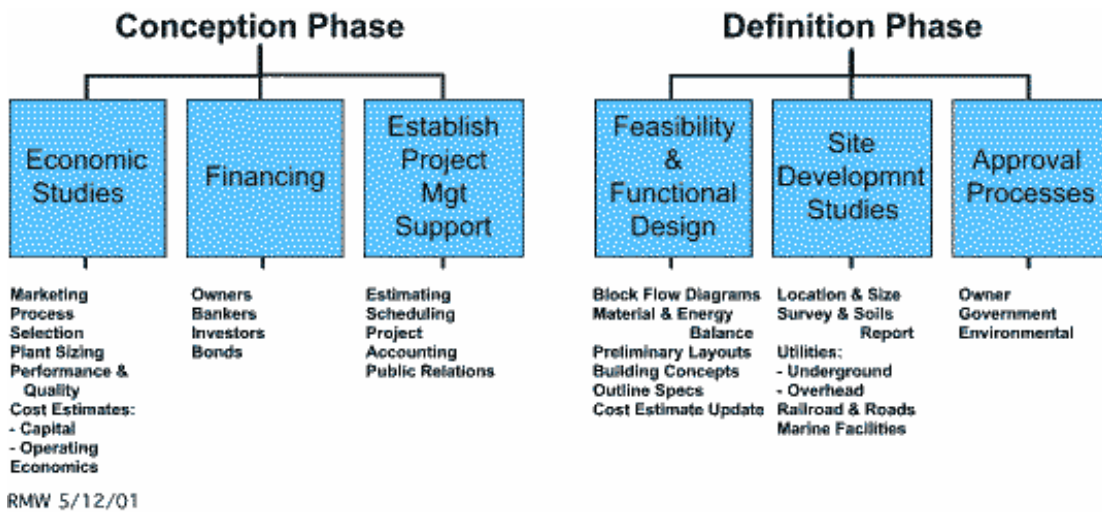 Conception Phase
Economic
Studies
Financing
Establish
Project
Mgt
Support
Marketing
Process
Selection
Plant Sizing
Performance &
Quality
Cost Estimates:
- Capital
- Operating
Economics
Owners
Bankers
Investors
Bonds
Estimating
Scheduling
Project
Accounting
Public Relations
Definition Phase
Feasibility
&
Functional
Design
Site
Developmnt
Studies
Approval
Processes
Block Flow Diagrams
Material & Energy
Balance
Preliminary Layouts
Building Concepts
Outline Specs
Cost Estimate Update
Location & Size
Survey & Soils
Report
Utilities:
- Underground
- Overhead
Railroad & Roads
Marine Facilities
Owner
Government
Environmental
RMW 5/12/01